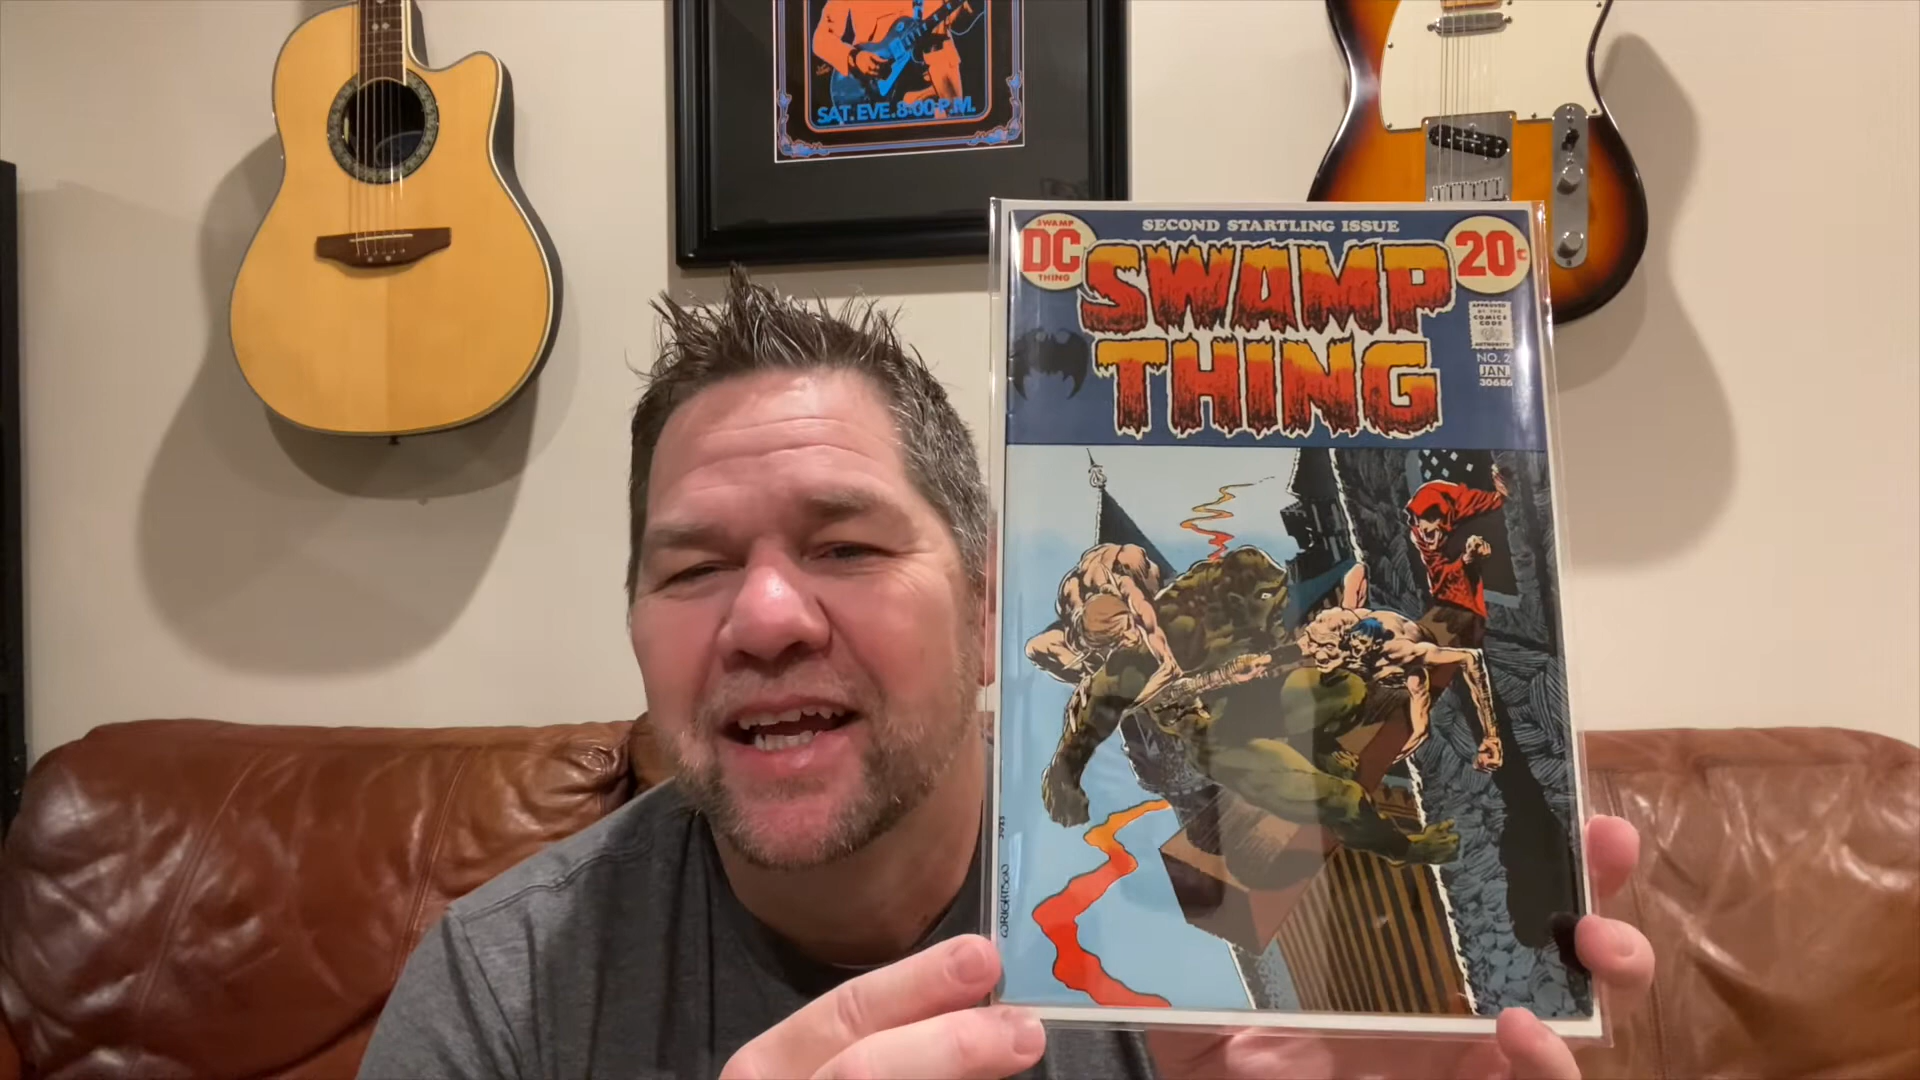 SAT. EVE. 8:00 P.M.
SECOND STARTLING ISSUE
SWAMP
DC
THING
20¢
SWAMP
THING
APPROVED
BY THE
COMICS
CODE
AUTHORITY
NO. 2
JAN.
30686
WRIGHTSON